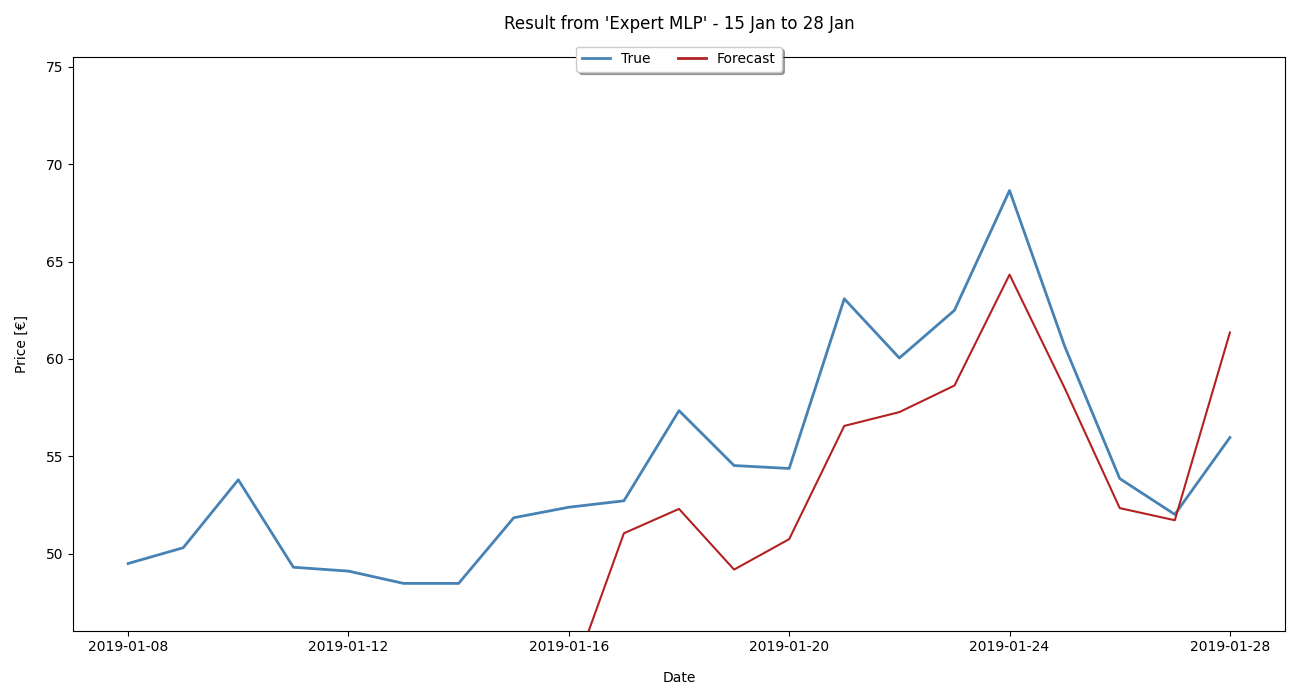 Result from 'Expert MLP' - 15 Jan to 28 Jan
True Forecast
75
70
65
60
55
50
Price [€]
2019-01-08 2019-01-12 2019-01-16 2019-01-20 2019-01-24 2019-01-28
Date